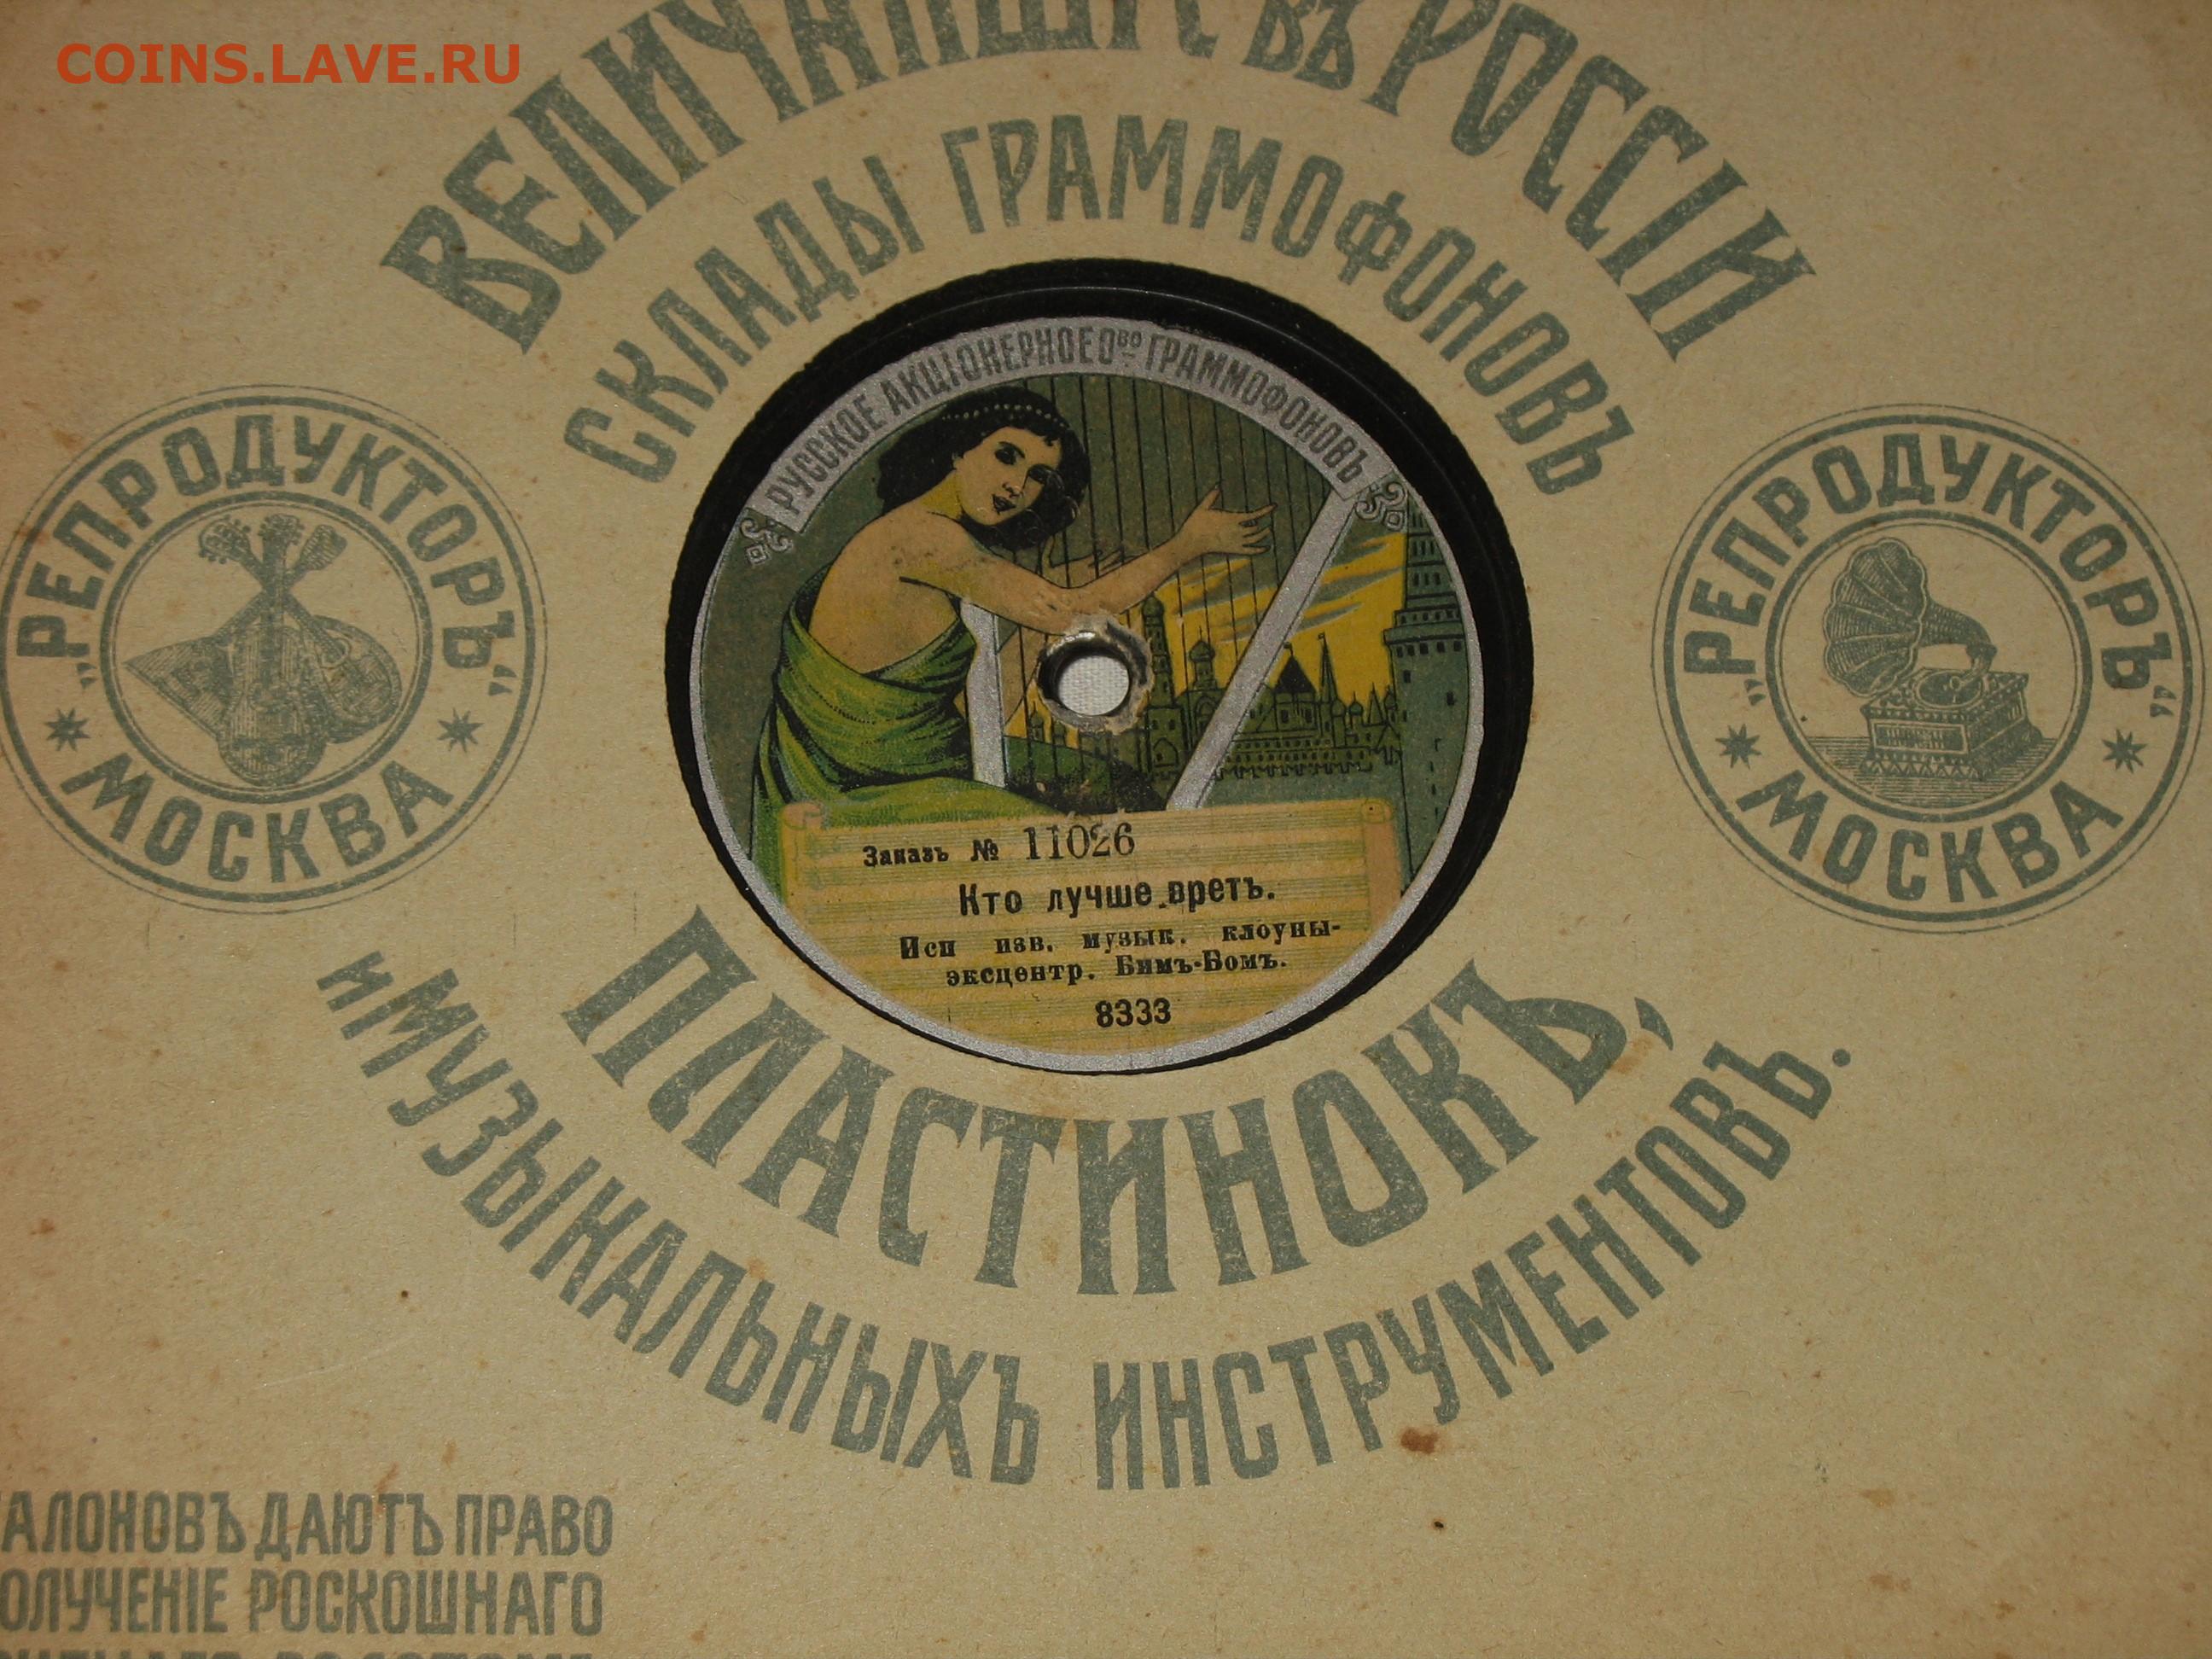 COINS.LAVE.RU
ВЕЛИЧАЙШІЕ ВЪ РОССІИ
СКЛАДЫ ГРАММОФОНОВЪ
РУССКОЕ АКЦІОНЕРНОЕ О-ВО ГРАММОФОНОВЪ
„РЕПРОДУКТОРЪ“
МОСКВА
„РЕПРОДУКТОРЪ“
МОСКВА
Заказъ № 11026
Кто лучше вретъ.
Исп изв. музык. клоуны-
эксцентр. Бимъ-Бомъ.
8333
ПЛАСТИНОКЪ,
и МУЗЫКАЛЬНЫХЪ ИНСТРУМЕНТОВЪ.
АЛОНОВЪ ДАЮТЪ ПРАВО
ОЛУЧЕНІЕ РОСКОШНАГО